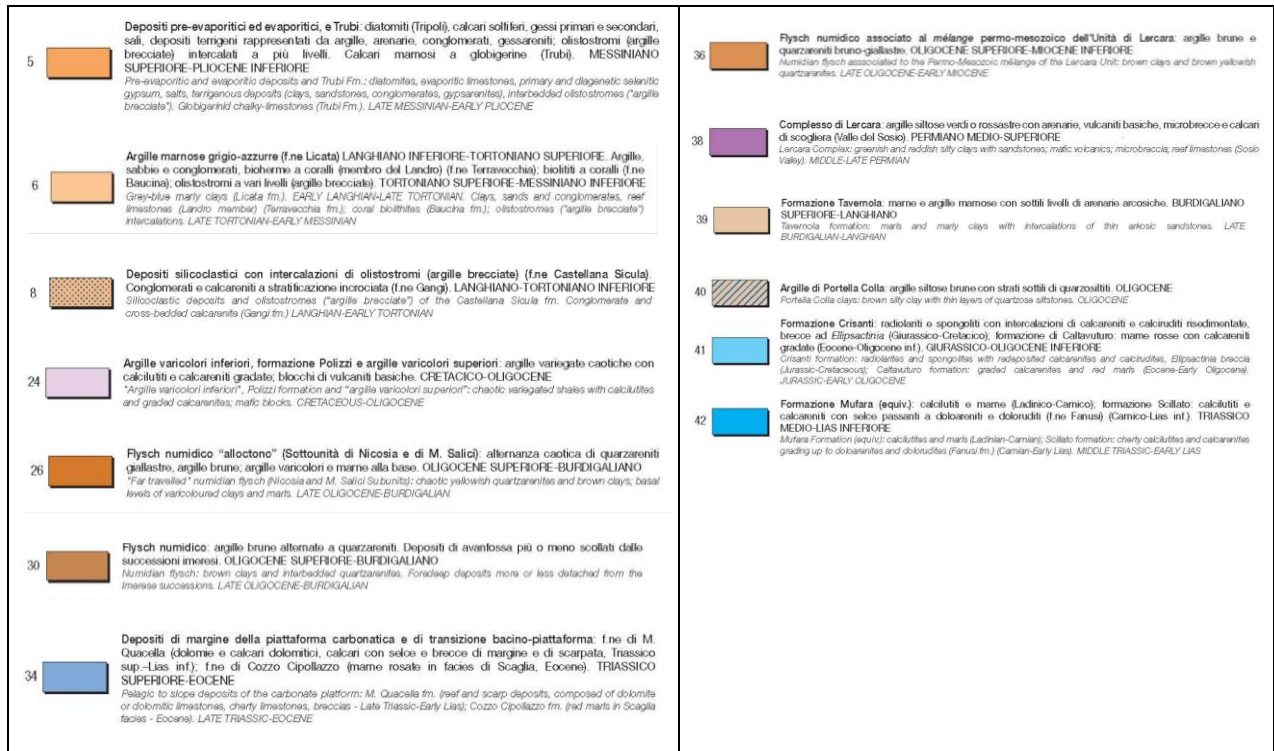 Depositi pre-evaporitici ed evaporitici, e Trubi: diatomiti (Tripoli), calcari solfiferi, gessi primari e secondari,
sali, depositi terrigeni rappresentati da argille, arenarie, conglomerati, gessareniti; olistostromi (argille
brecciate) intercalati a più livelli. Calcari marnosi a globigerine (Trubi). MESSINIANO
SUPERIORE-PLIOCENE INFERIORE
5
Pre-evaporitic and evaporitic deposits and Trubi Fm.: diatomites, evaporitic limestones, primary and diagenetic selenitic
gypsum, salts, terrigenous deposits (clays, sandstones, conglomerates, gypsarenites), interbedded olistostromes ("argille
brecciate"). Globigerinid chalky-limestones (Trubi Fm.). LATE MESSINIAN-EARLY PLIOCENE
Argille marnose grigio-azzurre (f.ne Licata) LANGHIANO INFERIORE-TORTONIANO SUPERIORE. Argille,
sabbie e conglomerati, bioherme a coralli (membro del Landro) (f.ne Terravecchia); biolititi a coralli (f.ne
Baucina); olistostromi a vari livelli (argille brecciate). TORTONIANO SUPERIORE-MESSINIANO INFERIORE
6
Grey-blue marly clays (Licata fm.). EARLY LANGHIAN-LATE TORTONIAN. Clays, sands and conglomerates, reef
limestones (Landro member) (Terravecchia fm.); coral biolithites (Baucina fm.); olistostromes ("argille brecciate")
intercalations. LATE TORTONIAN-EARLY MESSINIAN
Depositi silicoclastici con intercalazioni di olistostromi (argille brecciate) (f.ne Castellana Sicula).
Conglomerati e calcareniti a stratificazione incrociata (f.ne Gangi). LANGHIANO-TORTONIANO INFERIORE
8
Silicoclastic deposits and olistostromes ("argille brecciate") of the Castellana Sicula fm. Conglomerate and
cross-bedded calcarenite (Gangi fm.) LANGHIAN-EARLY TORTONIAN
Argille varicolori inferiori, formazione Polizzi e argille varicolori superiori: argille variegate caotiche con
calcilutiti e calcareniti gradate; blocchi di vulcaniti basiche. CRETACICO-OLIGOCENE
24
"Argille varicolori inferiori", Polizzi formation and "argille varicolori superiori": chaotic variegated shales with calcilutites
and graded calcarenites; mafic blocks. CRETACEOUS-OLIGOCENE
Flysch numidico "alloctono" (Sottounità di Nicosia e di M. Salici): alternanza caotica di quarzareniti
giallastre, argille brune; argille varicolori e marne alla base. OLIGOCENE SUPERIORE-BURDIGALIANO
26
"Far travelled" numidian flysch (Nicosia and M. Salici Subunits): chaotic yellowish quartzarenites and brown clays; basal
levels of varicoloured clays and marls. LATE OLIGOCENE-BURDIGALIAN
Flysch numidico: argille brune alternate a quarzareniti. Depositi di avanfossa più o meno scollati dalle
successioni imeresi. OLIGOCENE SUPERIORE-BURDIGALIANO
30
Numidian flysch: brown clays and interbedded quartzarenites. Foredeep deposits more or less detached from the
Imerese successions. LATE OLIGOCENE-BURDIGALIAN
Depositi di margine della piattaforma carbonatica e di transizione bacino-piattaforma: f.ne di M.
Quacella (dolomie e calcari dolomitici, calcari con selce e brecce di margine e di scarpata, Triassico
sup.-Lias inf.); f.ne di Cozzo Cipollazzo (marne rosate in facies di Scaglia, Eocene). TRIASSICO
SUPERIORE-EOCENE
34
Pelagic to slope deposits of the carbonate platform: M. Quacella fm. (reef and scarp deposits, composed of dolomite
or dolomitic limestones, cherty limestones, breccias - Late Triassic-Early Lias); Cozzo Cipollazzo fm. (red marls in Scaglia
facies - Eocene). LATE TRIASSIC-EOCENE
Flysch numidico associato al mélange permo-mesozoico dell'Unità di Lercara: argille brune e
quarzareniti bruno-giallastre. OLIGOCENE SUPERIORE-MIOCENE INFERIORE
36
Numidian flysch asssociated to the Permo-Mesozoic mélange of the Lercara Unit: brown clays and brown yellowish
quartzarenites. LATE OLIGOCENE-EARLY MIOCENE
Complesso di Lercara: argille siltose verdi o rossastre con arenarie, vulcaniti basiche, microbrecce e calcari
di scogliera (Valle del Sosio). PERMIANO MEDIO-SUPERIORE
38
Lercara Complex: greenish and reddish silty clays with sandstones; mafic volcanics; microbreccia; reef limestones (Sosio
Valley). MIDDLE-LATE PERMIAN
Formazione Tavernola: marne e argille marnose con sottili livelli di arenarie arcosiche. BURDIGALIANO
SUPERIORE-LANGHIANO
39
Tavernola formation: marls and marly clays with intercalations of thin arkosic sandstones. LATE
BURDIGALIAN-LANGHIAN
40
Argille di Portella Colla: argille siltose brune con strati sottili di quarzosiltiti. OLIGOCENE
Portella Colla clays: brown silty clay with thin layers of quartzose siltstones. OLIGOCENE
Formazione Crisanti: radiolariti e spongoliti con intercalazioni di calcareniti e calciruditi risedimentate,
brecce ad Ellipsactinia (Giurassico-Cretacico); formazione di Caltavuturo: marne rosse con calcareniti
gradate (Eocene-Oligocene inf.). GIURASSICO-OLIGOCENE INFERIORE
41
Crisanti formation: radiolarites and spongolites with redeposited calcarenites and calcirudites, Ellipsactinia breccia
(Jurassic-Cretaceous); Caltavuturo formation: graded calcarenites and red marls (Eocene-Early Oligocene).
JURASSIC-EARLY OLIGOCENE
Formazione Mufara (equiv.): calcilutiti e marne (Ladinico-Carnico); formazione Scillato: calcilutiti e
calcareniti con selce passanti a doloareniti e doloruditi (f.ne Fanusi) (Carnico-Lias inf.). TRIASSICO
MEDIO-LIAS INFERIORE
42
Mufara Formation (equiv): calcilutites and marls (Ladinian-Carnian); Scillato formation: cherty calcilutites and calcarenites
grading up to doloarenites and dolorudites (Fanusi fm.) (Carnian-Early Lias). MIDDLE TRIASSIC-EARLY LIAS